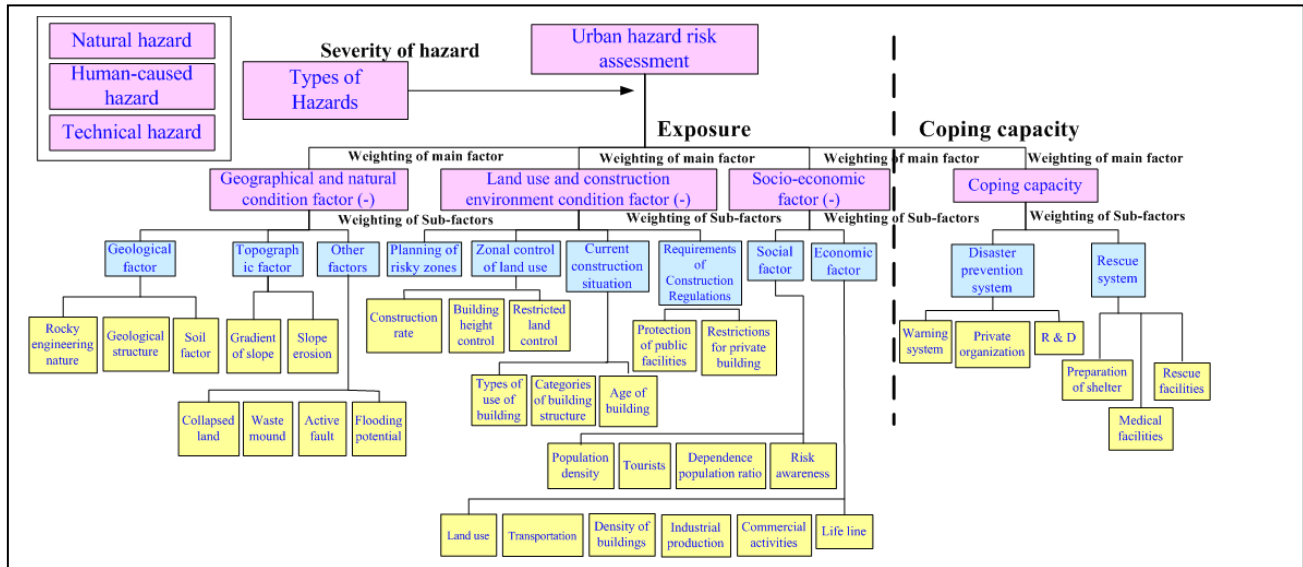 Natural hazard
Human-caused
hazard
Technical hazard
Severity of hazard
Types of
Hazards
Urban hazard risk
assessment
Exposure
Coping capacity
Weighting of main factor
Weighting of main factor
Weighting of main factor
Weighting of main factor
Geographical and natural
condition factor (-)
Land use and construction
environment condition factor (-)
Socio-economic
factor (-)
Coping capacity
Weighting of Sub-factors
Weighting of Sub-factors
Weighting of Sub-factors
Weighting of Sub-factors
Geological
factor
Topograph
ic factor
Other
factors
Planning of
risky zones
Zonal control
of land use
Current
construction
situation
Requirements
of
Construction
Regulations
Social
factor
Economic
factor
Disaster
prevention
system
Rescue
system
Rocky
engineering
nature
Geological
structure
Soil
factor
Gradient
of slope
Slope
erosion
Construction
rate
Building
height
control
Restricted
land
control
Protection
of public
facilities
Restrictions
for private
building
Warning
system
Private
organization
R & D
Preparation
of shelter
Rescue
facilities
Medical
facilities
Collapsed
land
Waste
mound
Active
fault
Flooding
potential
Types of
use of
building
Categories
of building
structure
Age of
building
Population
density
Tourists
Dependence
population ratio
Risk
awareness
Land use
Transportation
Density of
buildings
Industrial
production
Commercial
activities
Life line